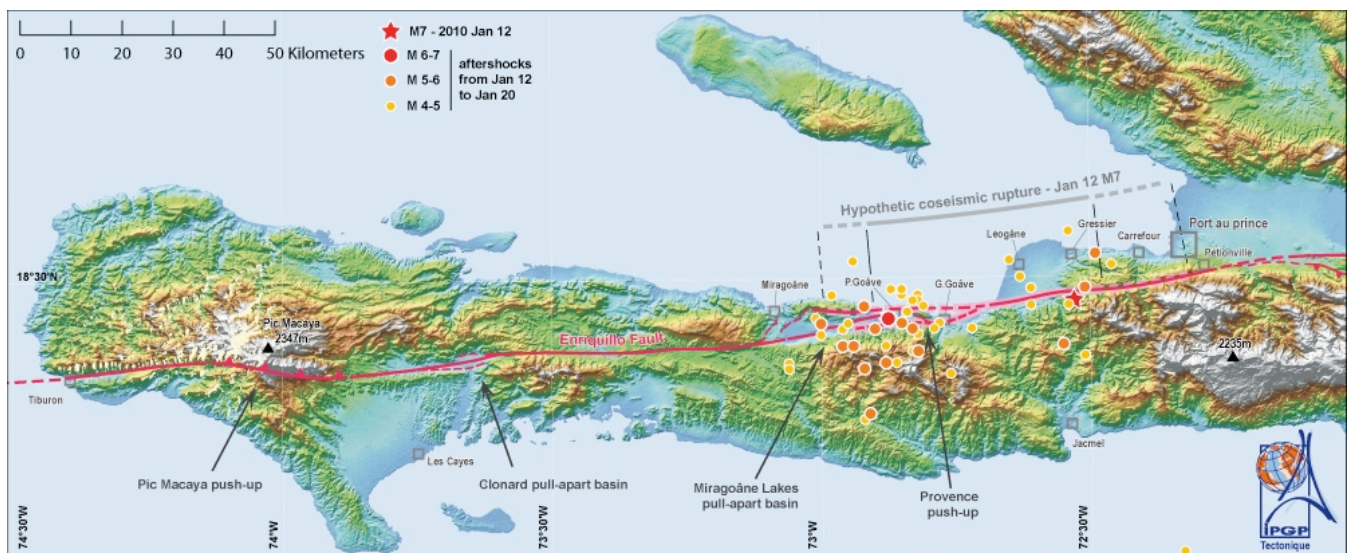 0 10 20 30 40 50 Kilometers
M7 - 2010 Jan 12
M 6-7
M 5-6
M 4-5
aftershocks
from Jan 12
to Jan 20
Hypothetic coseismic rupture - Jan 12 M7
Port au prince
Gressier
Carrefour
Leogâne
Pétionville
18°30'N
P.Goâve
G.Goâve
Miragoâne
Pic Macaya
2347m
Enriquillo Fault
2235m
Tiburon
Jacmel
Les Cayes
Pic Macaya push-up
Clonard pull-apart basin
Miragoâne Lakes
pull-apart basin
Provence
push-up
74°30'W
74°W
73°30'W
73°W
72°30'W
iPGP
Tectonique